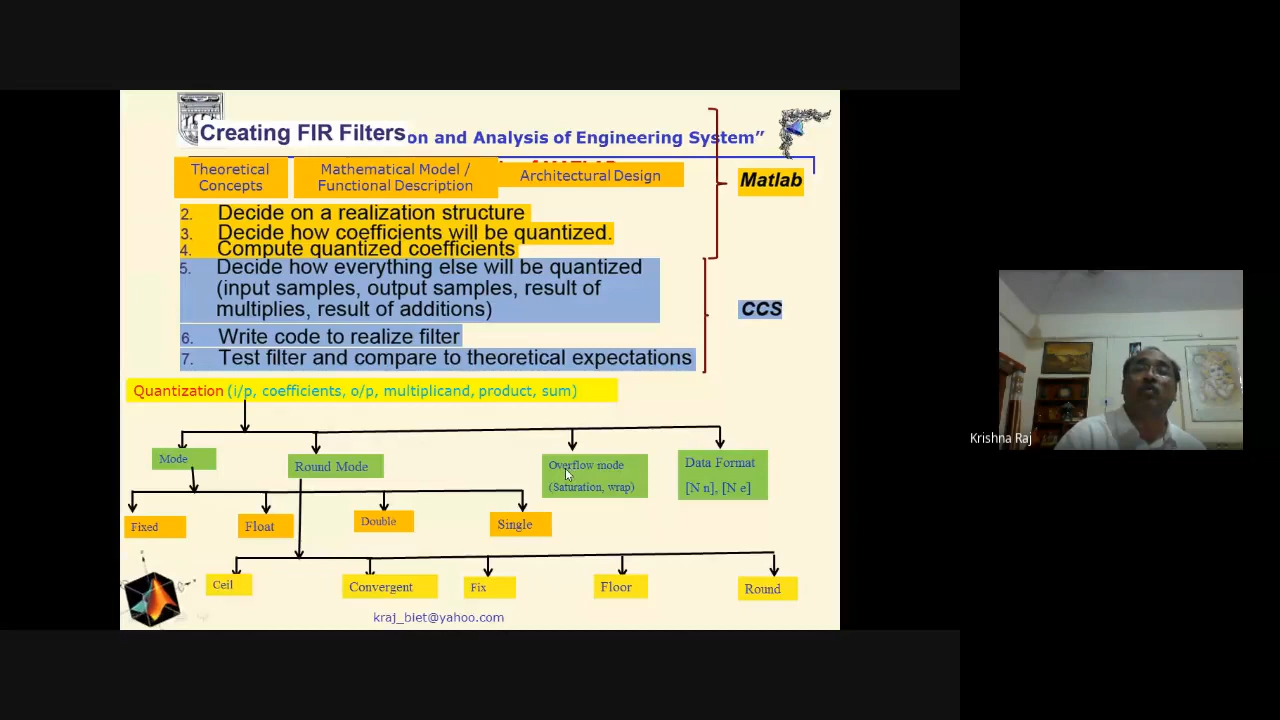 Creating FIR Filters on and Analysis of Engineering System”
Theoretical Concepts
Mathematical Model / Functional Description
Architectural Design
Matlab
2. Decide on a realization structure
3. Decide how coefficients will be quantized.
4. Compute quantized coefficients
5. Decide how everything else will be quantized
(input samples, output samples, result of
multiplies, result of additions)
CCS
6. Write code to realize filter
7. Test filter and compare to theoretical expectations
Quantization (i/p, coefficients, o/p, multiplicand, product, sum)
Mode
Round Mode
Overflow mode
(Saturation, wrap)
Data Format
[N n], [N e]
Fixed
Float
Double
Single
Ceil
Convergent
Fix
Floor
Round
kraj_biet@yahoo.com
Krishna Raj